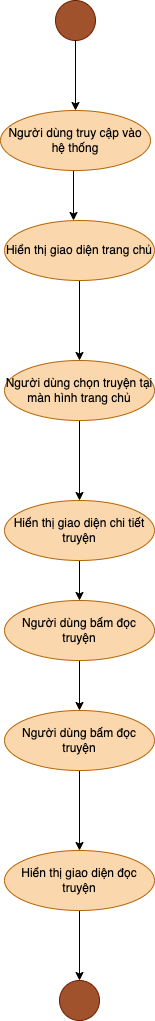 Người dùng truy cập vào
hệ thống
Hiển thị giao diện trang chủ
Người dùng chọn truyện tại
màn hình trang chủ
Hiển thị giao diện chi tiết
truyện
Người dùng bấm đọc
truyện
Người dùng bấm đọc
truyện
Hiển thị giao diện đọc
truyện